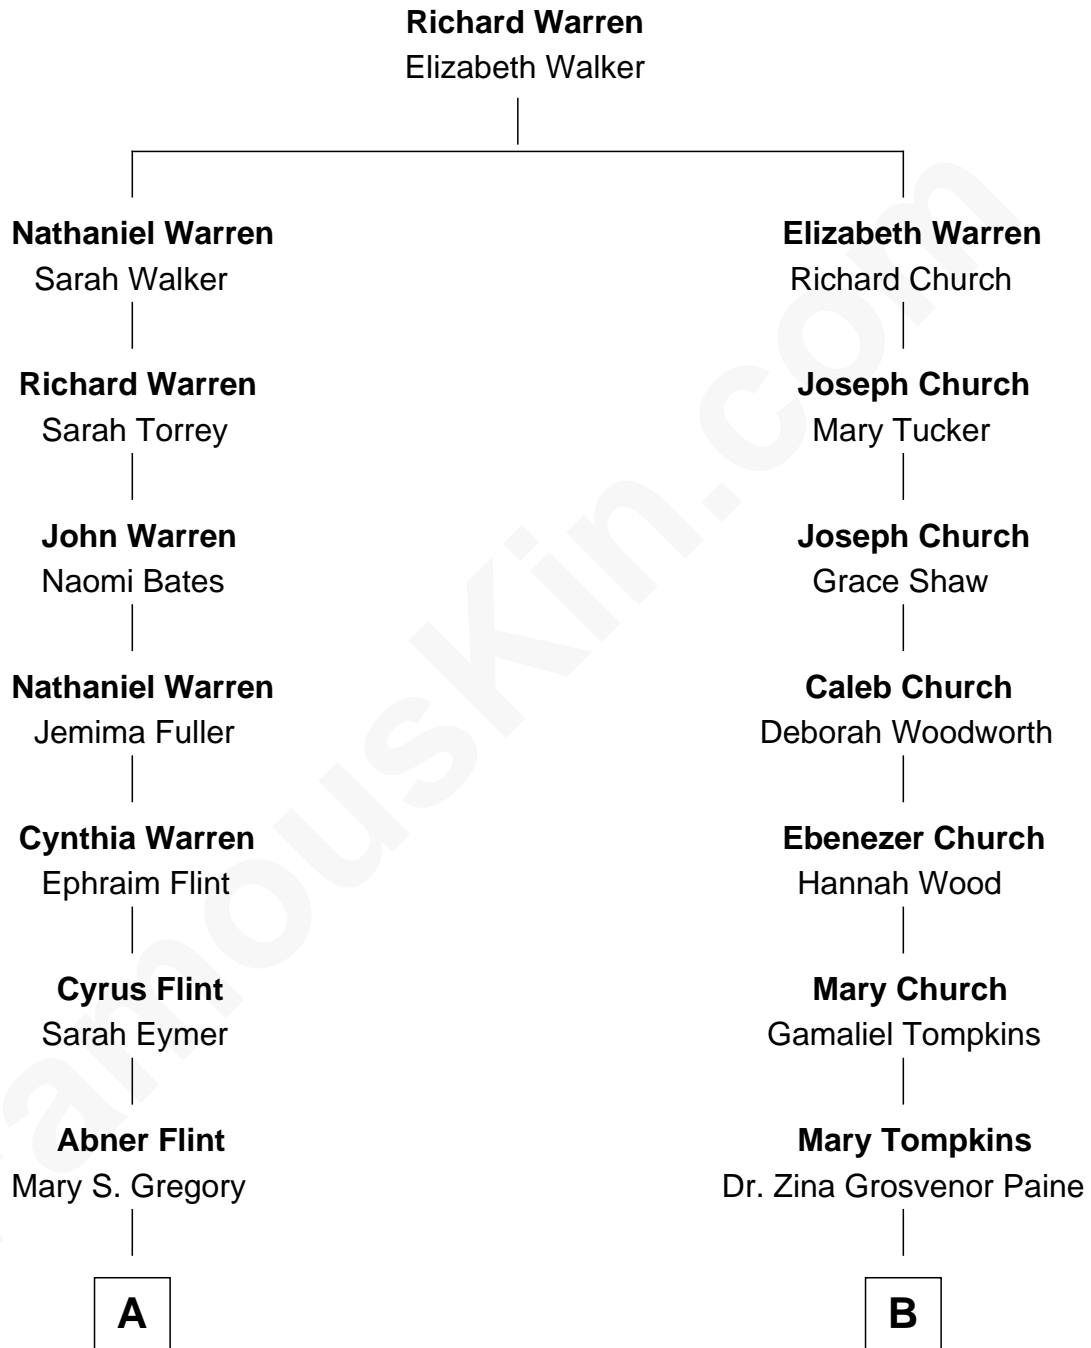 Richard Warren
Elizabeth Walker
Nathaniel Warren
Sarah Walker
Elizabeth Warren
Richard Church
Richard Warren
Sarah Torrey
Joseph Church
Mary Tucker
John Warren
Naomi Bates
Joseph Church
Grace Shaw
Nathaniel Warren
Jemima Fuller
Caleb Church
Deborah Woodworth
Cynthia Warren
Ephraim Flint
Ebenezer Church
Hannah Wood
Cyrus Flint
Sarah Eymer
Mary Church
Gamaliel Tompkins
Abner Flint
Mary S. Gregory
Mary Tompkins
Dr. Zina Grosvenor Paine
A
B
FamousKin.com